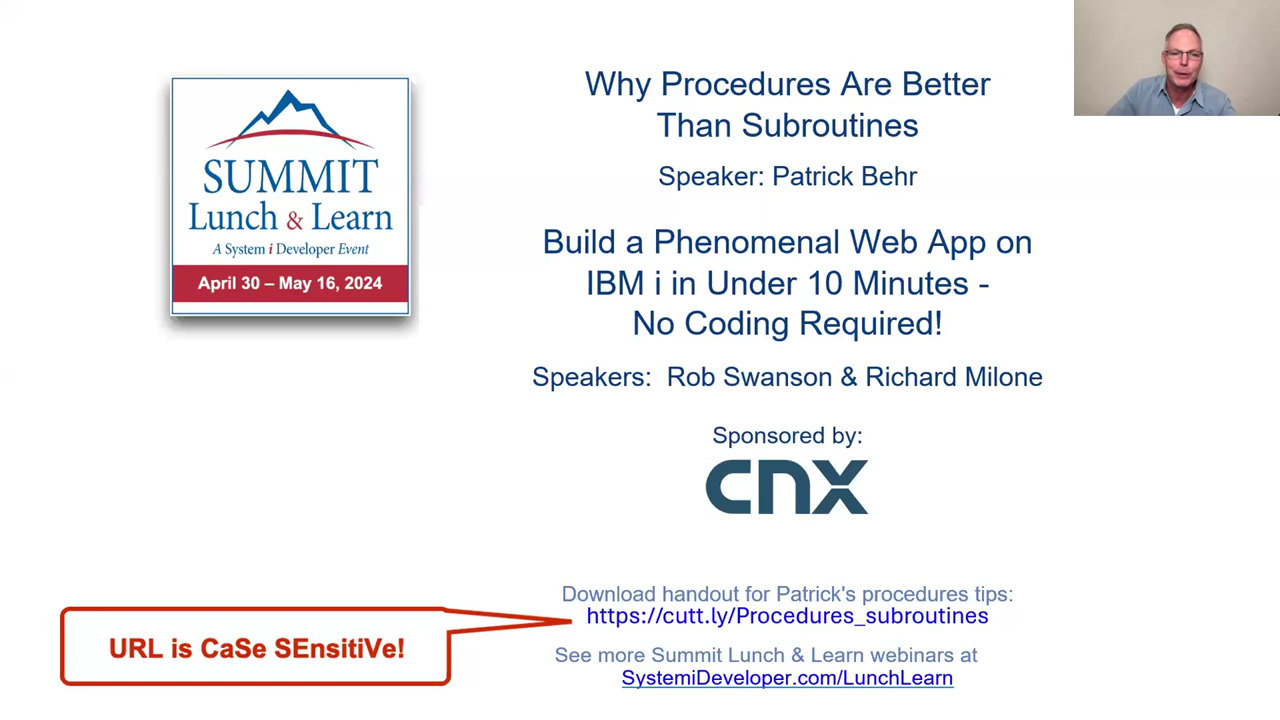 SUMMIT
Lunch & Learn
A System i Developer Event
April 30 – May 16, 2024
Why Procedures Are Better
Than Subroutines
Speaker: Patrick Behr
Build a Phenomenal Web App on
IBM i in Under 10 Minutes -
No Coding Required!
Speakers: Rob Swanson & Richard Milone
Sponsored by:
cnx
Download handout for Patrick's procedures tips:
https://cutt.ly/Procedures_subroutines
URL is CaSe SEnsitiVe!
See more Summit Lunch & Learn webinars at
SystemiDeveloper.com/LunchLearn